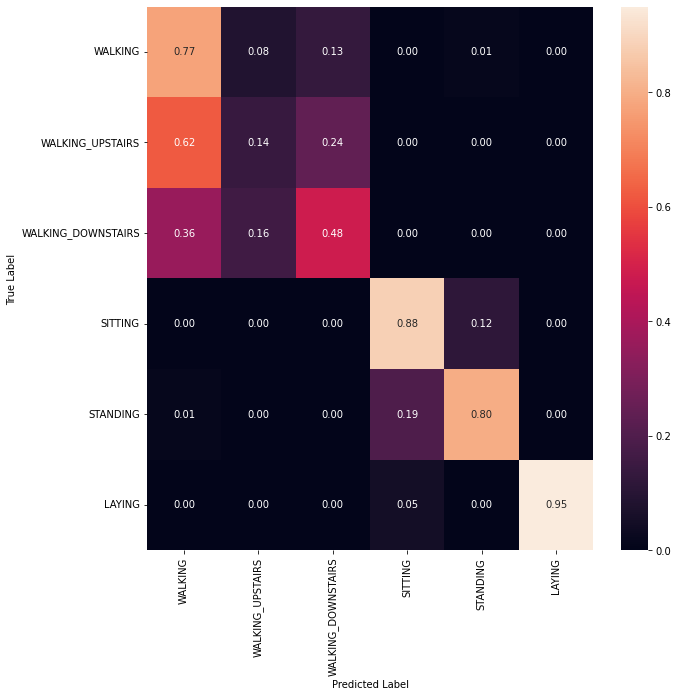 WALKING 0.77 0.08 0.13 0.00 0.01 0.00
WALKING_UPSTAIRS 0.62 0.14 0.24 0.00 0.00 0.00
WALKING_DOWNSTAIRS 0.36 0.16 0.48 0.00 0.00 0.00
SITTING 0.00 0.00 0.00 0.88 0.12 0.00
STANDING 0.01 0.00 0.00 0.19 0.80 0.00
LAYING 0.00 0.00 0.00 0.05 0.00 0.95
True Label
WALKING
WALKING_UPSTAIRS
WALKING_DOWNSTAIRS
SITTING
STANDING
LAYING
Predicted Label
0.8
0.6
0.4
0.2
0.0